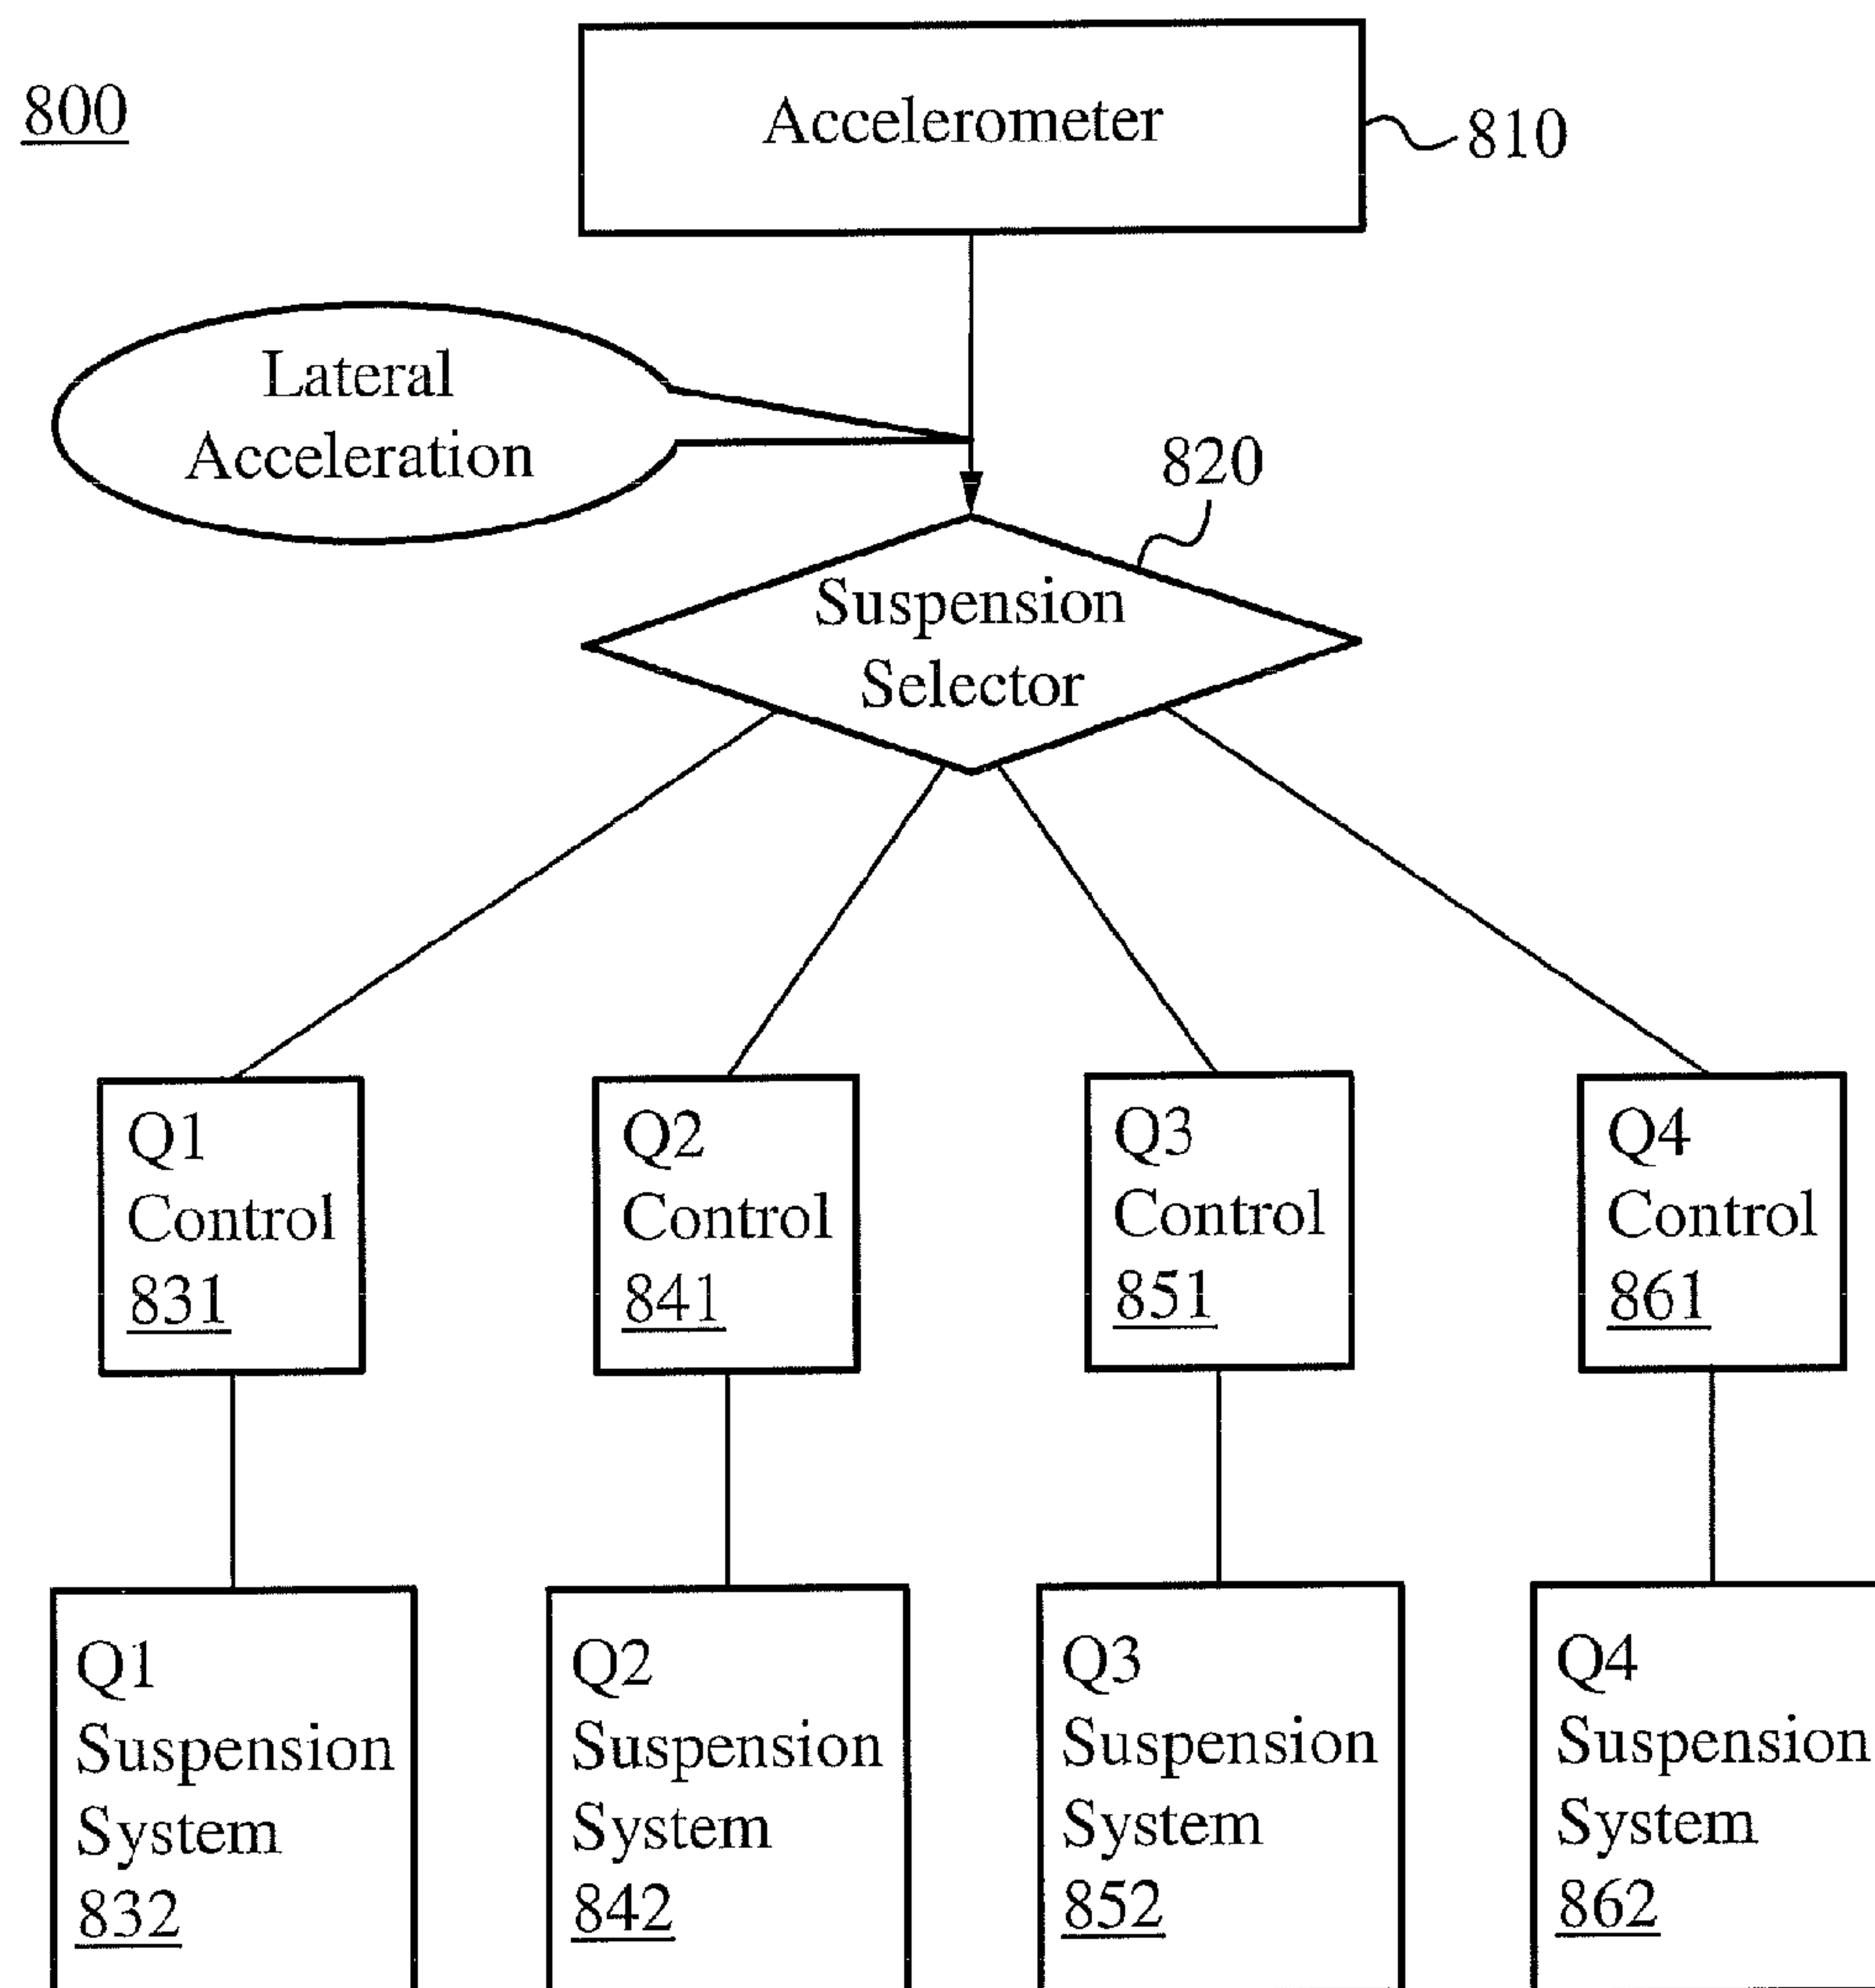 800
Accelerometer
810
Lateral
Acceleration
820
Suspension
Selector
Q1
Control
831
Q2
Control
841
Q3
Control
851
Q4
Control
861
Q1
Suspension
System
832
Q2
Suspension
System
842
Q3
Suspension
System
852
Q4
Suspension
System
862